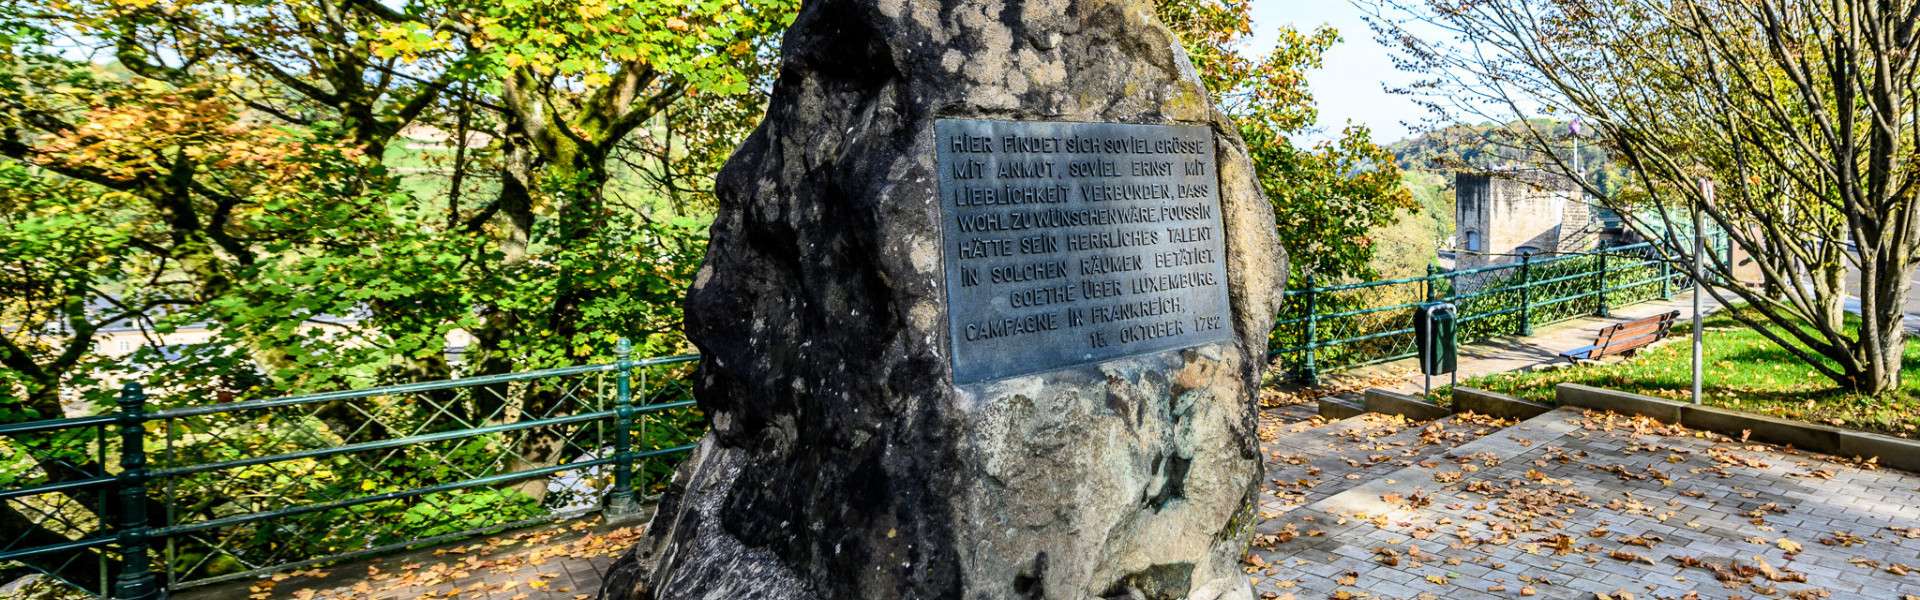 HIER FINDET SICH SOVIEL GRÖSSE
MIT ANMUT, SOVIEL ERNST MIT
LIEBLICHKEIT VERBUNDEN, DASS
WOHL ZU WÜNSCHEN WÄRE, POUSSIN
HÄTTE SEIN HERRLICHES TALENT
IN SOLCHEN RÄUMEN BETÄTIGT.
GOETHE ÜBER LUXEMBURG.
CAMPAGNE IN FRANKREICH,
15. OKTOBER 1792